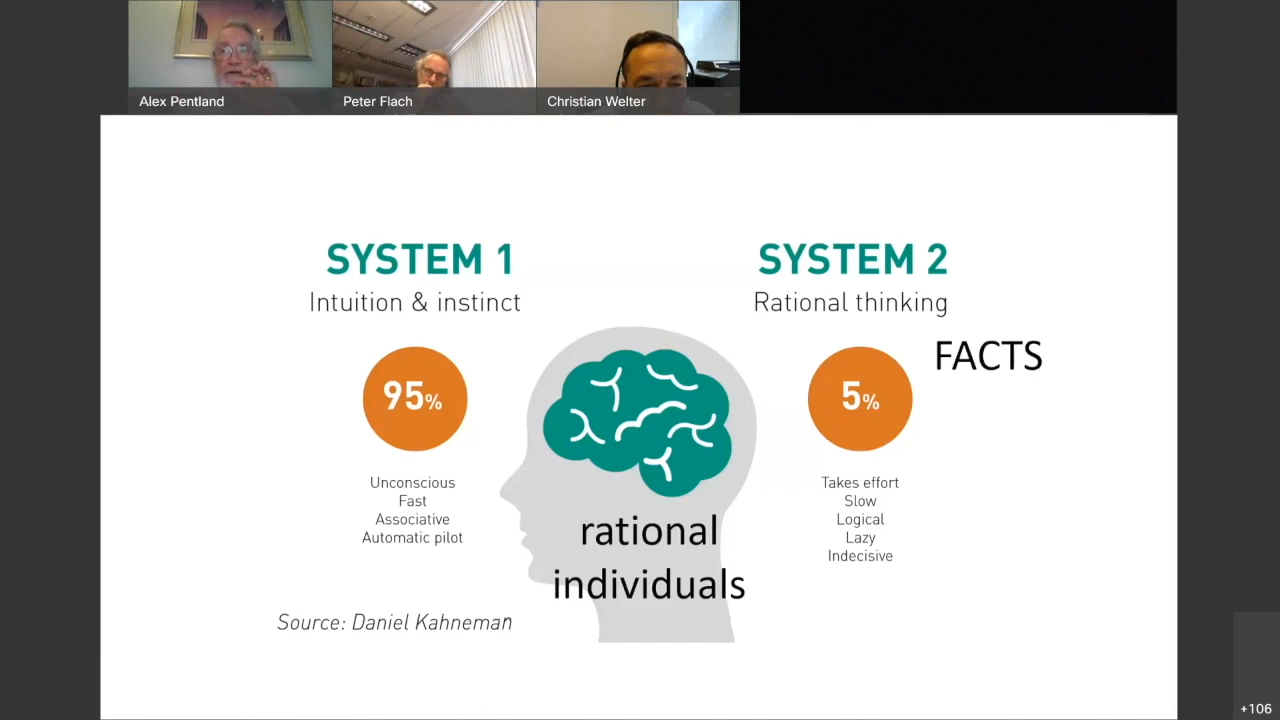 Alex Pentland
Peter Flach
Christian Welter
SYSTEM 1
Intuition & instinct
95%
Unconscious
Fast
Associative
Automatic pilot
SYSTEM 2
Rational thinking
FACTS
5%
Takes effort
Slow
Logical
Lazy
Indecisive
rational
individuals
Source: Daniel Kahneman
+106